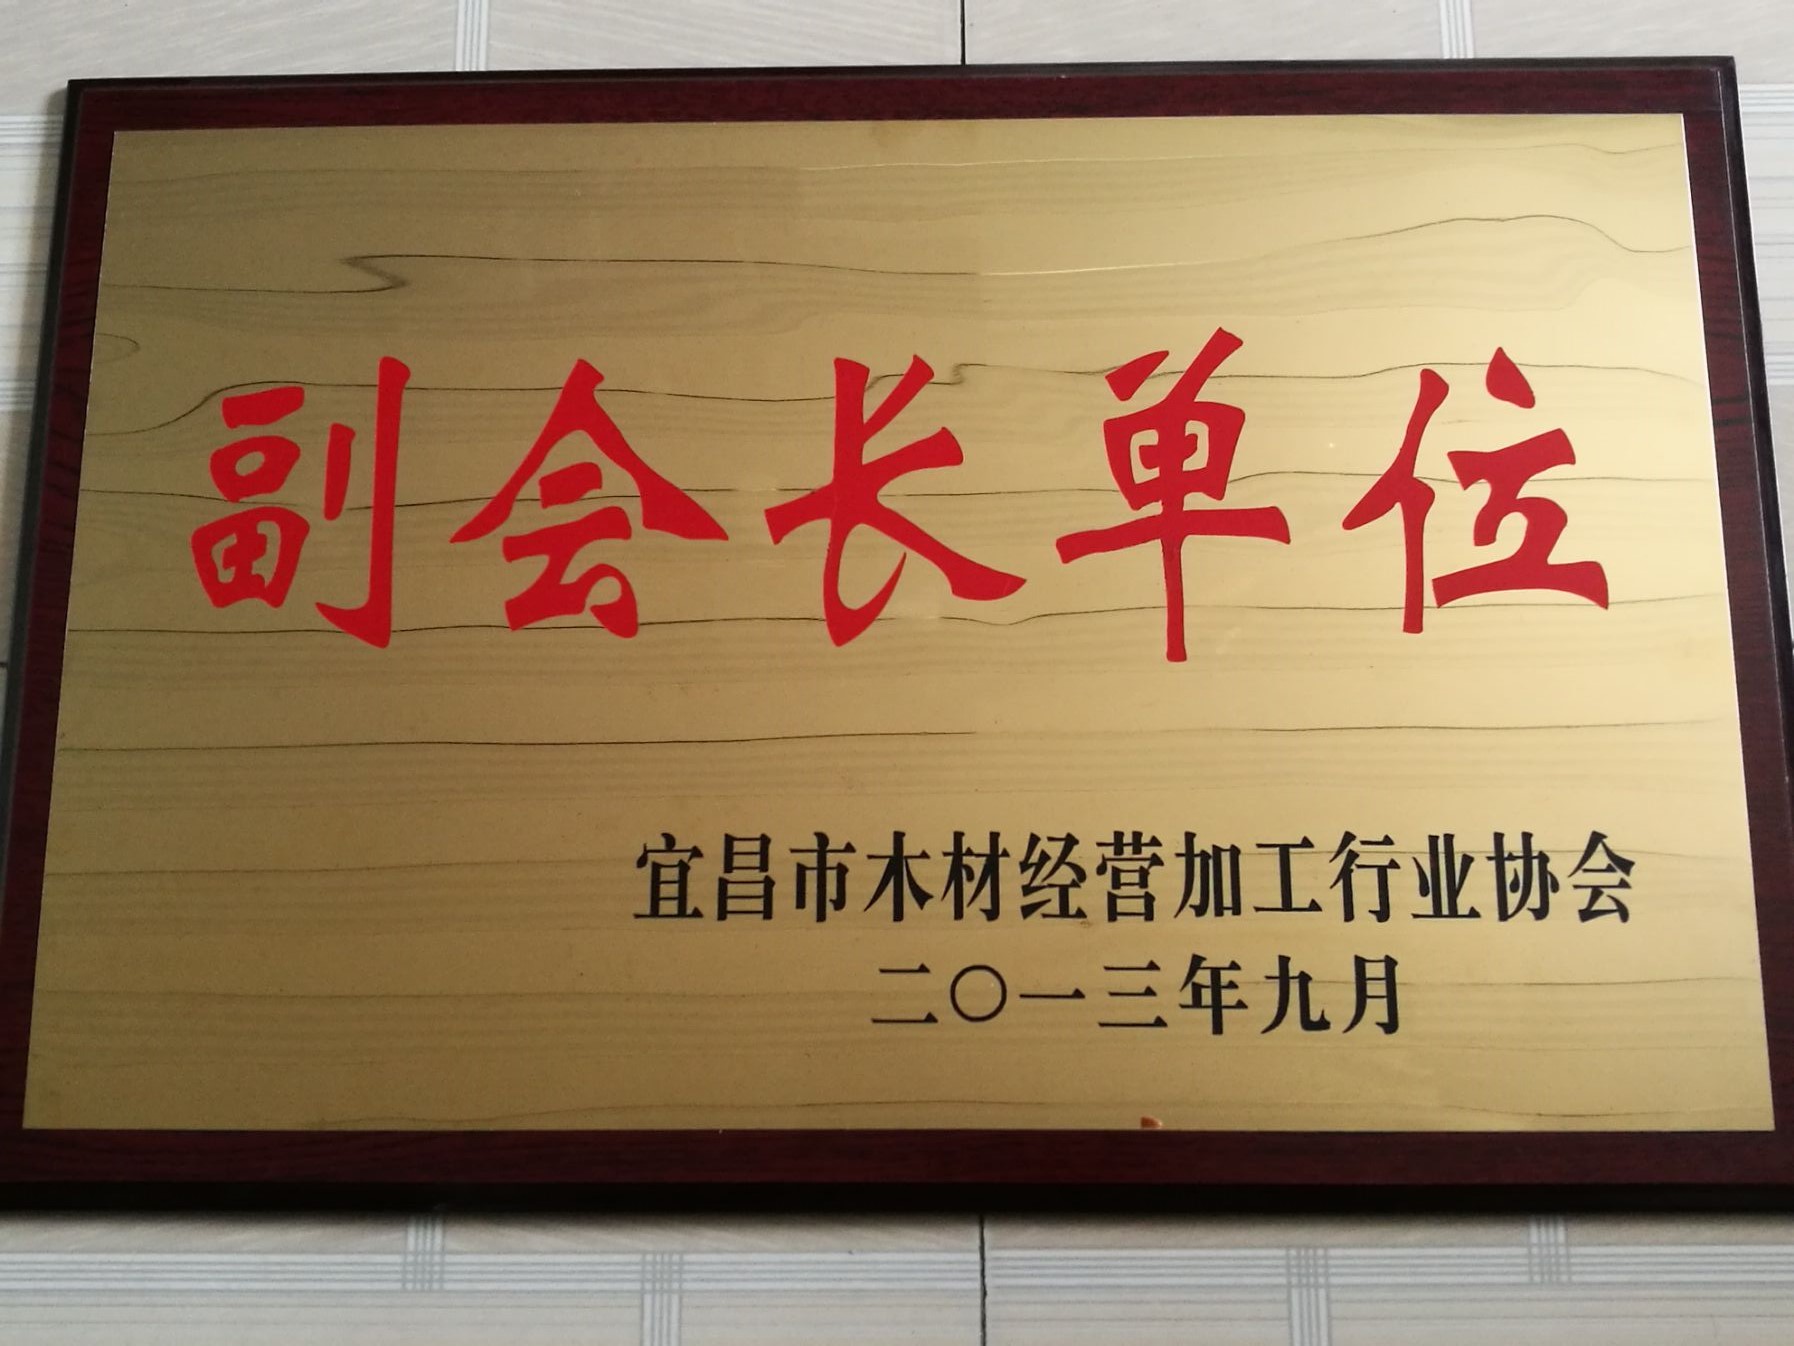 副会长单位
宜昌市木材经营加工行业协会
二〇一三年九月